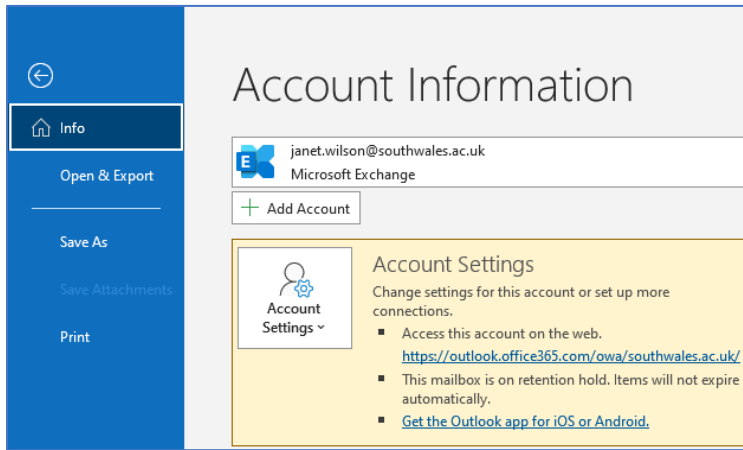 Account Information
Info
Open & Export
Save As
Save Attachments
Print
janet.wilson@southwales.ac.uk
E
Microsoft Exchange
Add Account
Account
Settings
Account Settings
Change settings for this account or set up more
connections.
Access this account on the web.
https://outlook.office365.com/owa/southwales.ac.uk/
This mailbox is on retention hold. Items will not expire
automatically.
Get the Outlook app for iOS or Android.